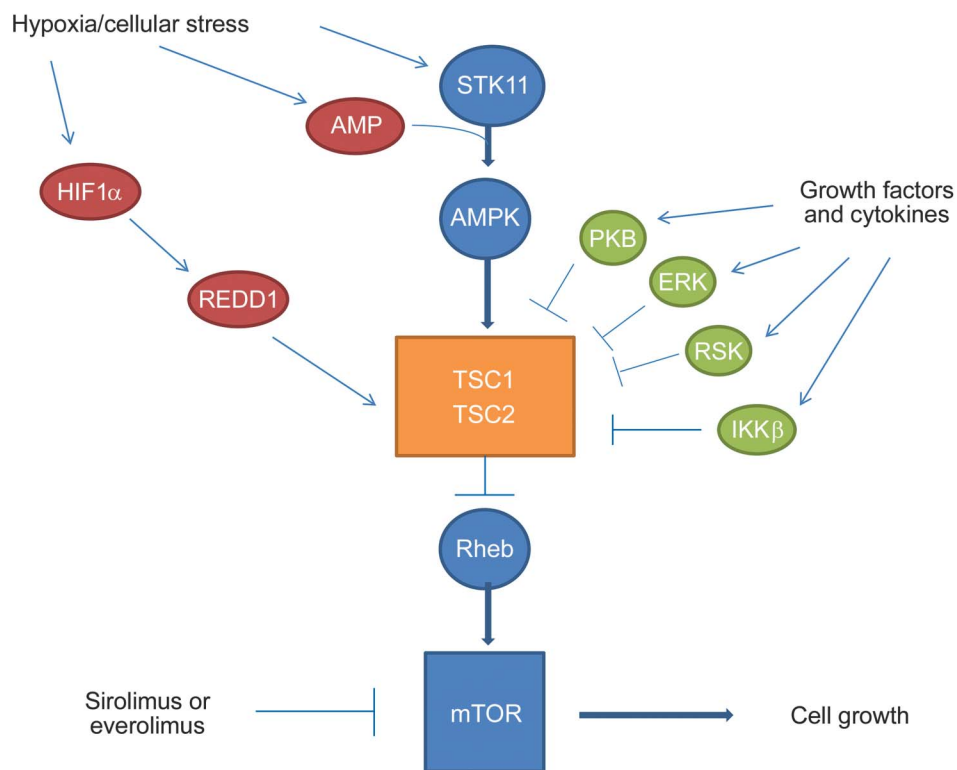 Hypoxia/cellular stress
STK11
AMP
HIF1α
AMPK
Growth factors
and cytokines
PKB
ERK
REDD1
RSK
TSC1
TSC2
IKKβ
Rheb
Sirolimus or
everolimus
mTOR
Cell growth